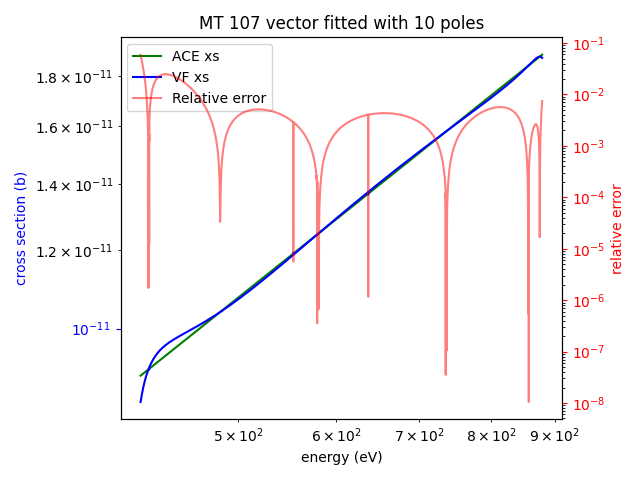 MT 107 vector fitted with 10 poles
ACE xs
VF xs
Relative error
cross section (b)
1.8 × 10⁻¹¹
1.6 × 10⁻¹¹
1.4 × 10⁻¹¹
1.2 × 10⁻¹¹
10⁻¹¹
10⁻¹
10⁻²
10⁻³
10⁻⁴
10⁻⁵
10⁻⁶
10⁻⁷
10⁻⁸
relative error
5 × 10² 6 × 10² 7 × 10² 8 × 10² 9 × 10²
energy (eV)